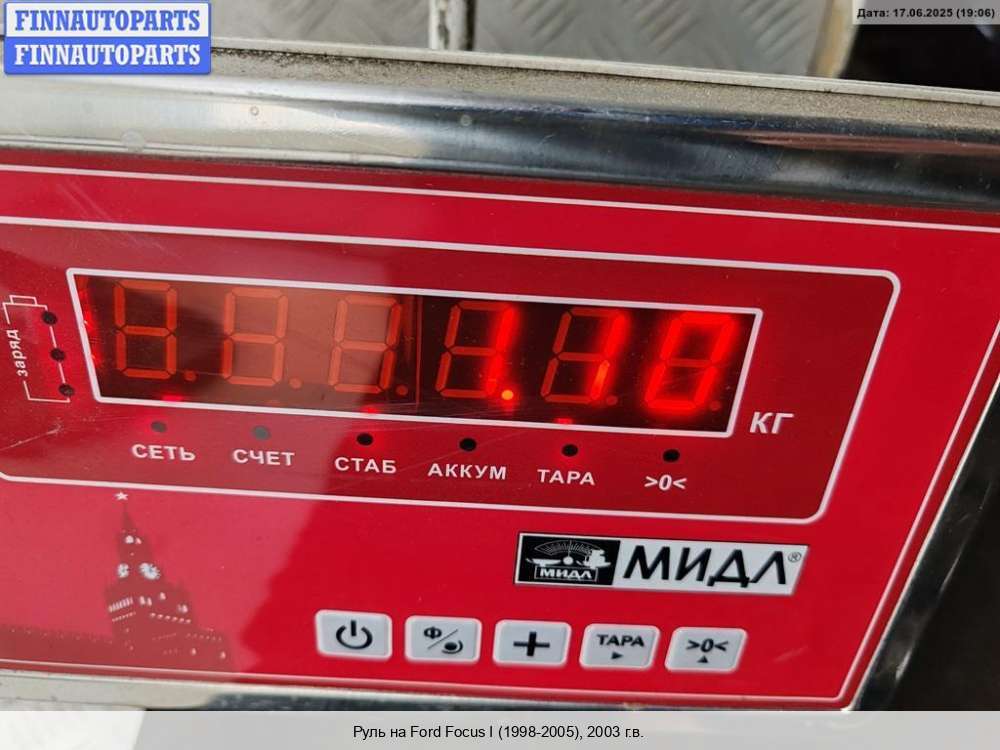 FINNAUTOPARTS
FINNAUTOPARTS
Дата: 17.06.2025 (19:06)
заряд
1.10
КГ
СЕТЬ СЧЕТ СТАБ АККУМ ТАРА >0<
МИДЛ МИДЛ®
Ф ТАРА >0<
Руль на Ford Focus I (1998-2005), 2003 г.в.